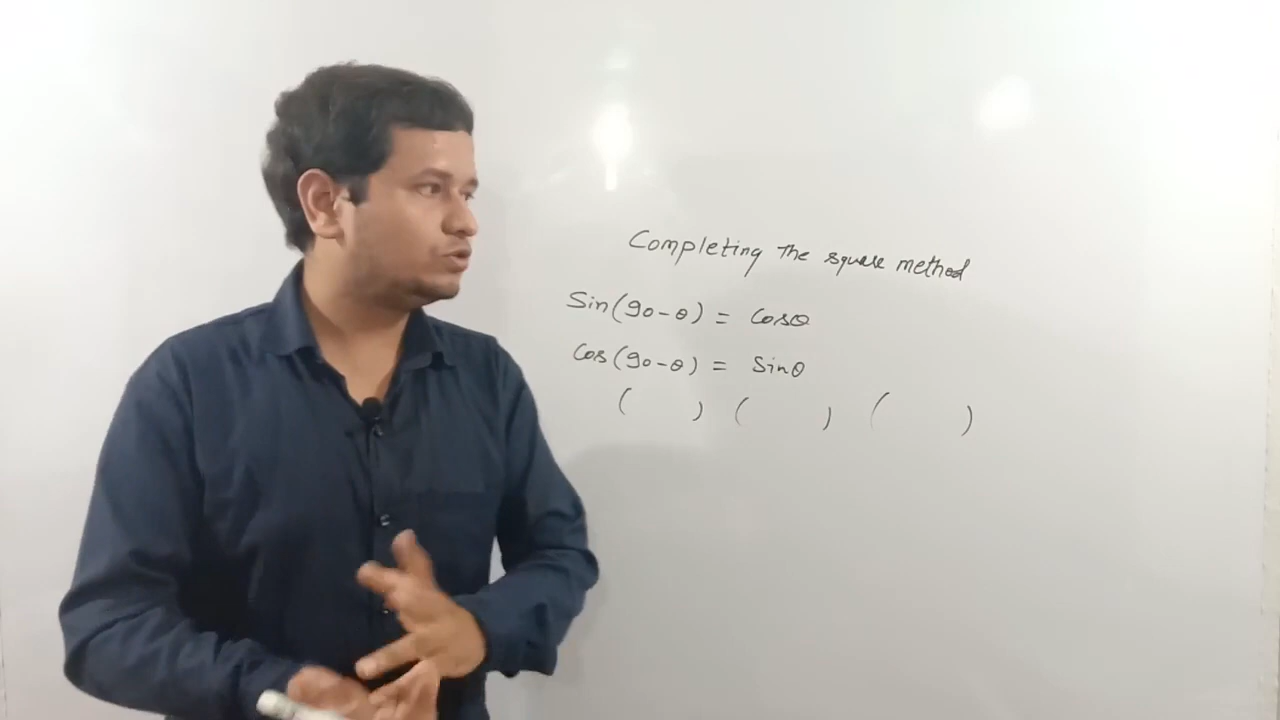 Completing the square method
Sin(90-θ) = Cosθ
Cos(90-θ) = Sinθ
( ) ( ) ( )